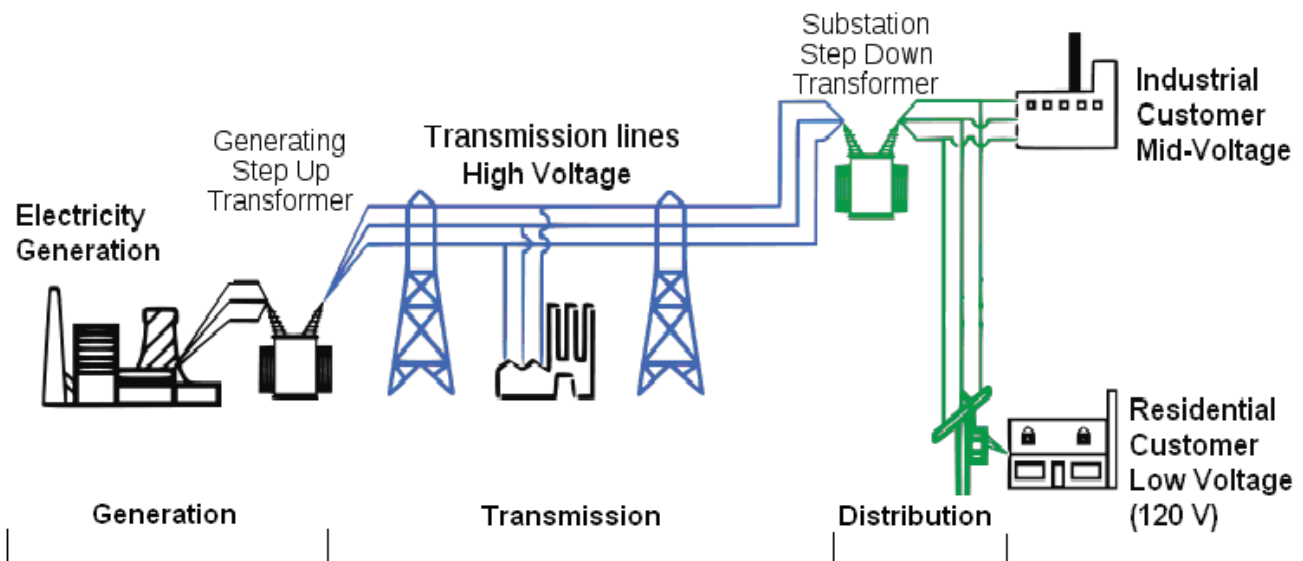 Substation
Step Down
Transformer
Industrial
Customer
Mid-Voltage
Generating
Step Up
Transformer
Transmission lines
High Voltage
Electricity
Generation
Residential
Customer
Low Voltage
(120 V)
Generation
Transmission
Distribution